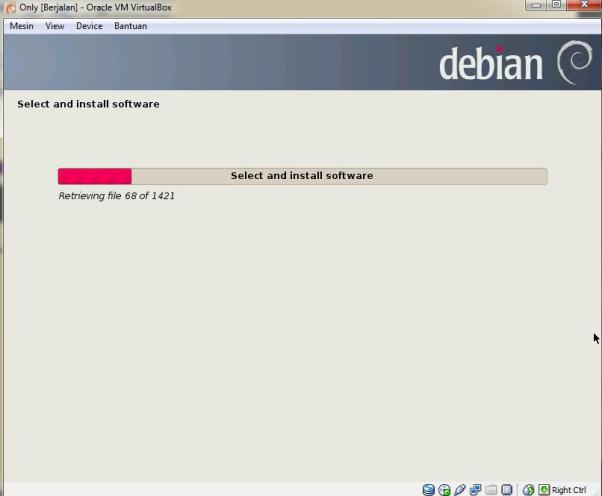 Only [Berjalan] - Oracle VM VirtualBox
Mesin View Device Bantuan
debian
Select and install software
Select and install software
Retrieving file 68 of 1421
Right Ctrl